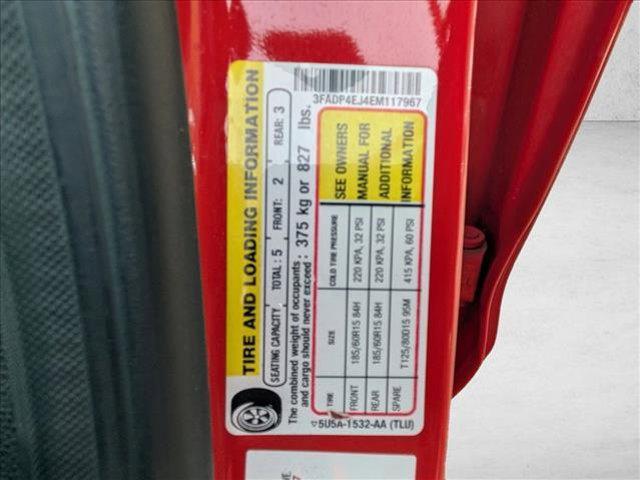 3FADP4EJ4EM117967
TIRE AND LOADING INFORMATION
SEATING CAPACITY TOTAL: 5 FRONT: 2 REAR: 3
The combined weight of occupants
and cargo should never exceed: 375 kg or 827 lbs.
TIRE SIZE COLD TIRE PRESSURE SEE OWNERS
FRONT 185/60R15 84H 220 KPA, 32 PSI MANUAL FOR
REAR 185/60R15 84H 220 KPA, 32 PSI ADDITIONAL
SPARE T125/80D15 95M 415 KPA, 60 PSI INFORMATION
▽5U5A-1532-AA (TLU)